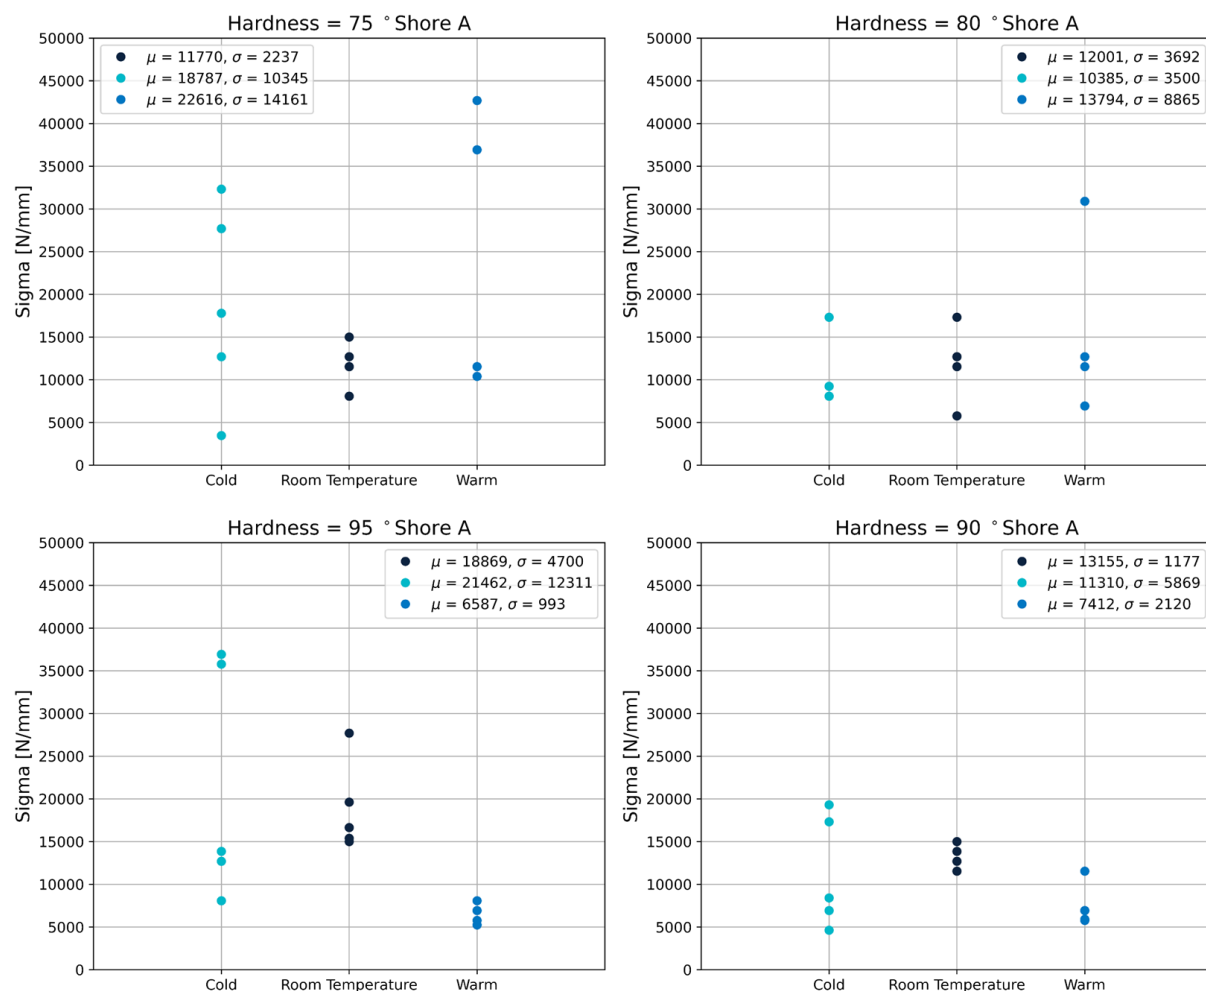 Hardness = 75 °Shore A
50000
45000
40000
35000
30000
25000
20000
15000
10000
5000
0
Sigma [N/mm]
μ = 11770, σ = 2237
μ = 18787, σ = 10345
μ = 22616, σ = 14161
Cold Room Temperature Warm
Hardness = 80 °Shore A
50000
45000
40000
35000
30000
25000
20000
15000
10000
5000
0
Sigma [N/mm]
μ = 12001, σ = 3692
μ = 10385, σ = 3500
μ = 13794, σ = 8865
Cold Room Temperature Warm
Hardness = 95 °Shore A
50000
45000
40000
35000
30000
25000
20000
15000
10000
5000
0
Sigma [N/mm]
μ = 18869, σ = 4700
μ = 21462, σ = 12311
μ = 6587, σ = 993
Cold Room Temperature Warm
Hardness = 90 °Shore A
50000
45000
40000
35000
30000
25000
20000
15000
10000
5000
0
Sigma [N/mm]
μ = 13155, σ = 1177
μ = 11310, σ = 5869
μ = 7412, σ = 2120
Cold Room Temperature Warm